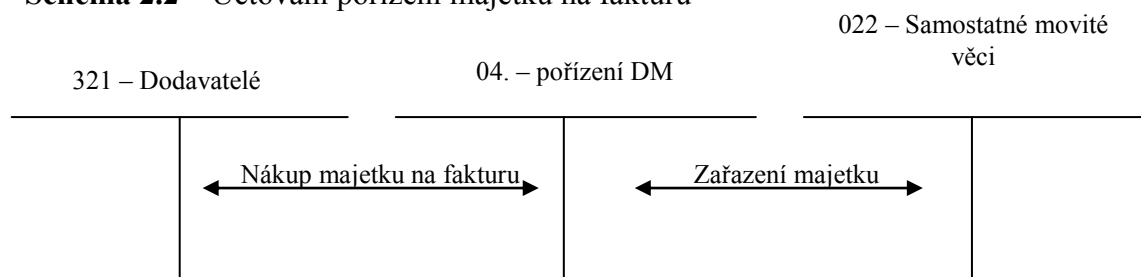 Schéma 2.2 – Účtování pořízení majetku na fakturu
321 – Dodavatelé
04. – pořízení DM
022 – Samostatné movité
věci
Nákup majetku na fakturu
Zařazení majetku